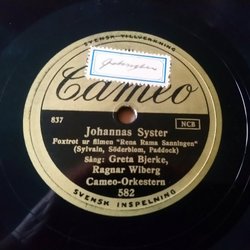 SVENSK TILLVERKNING
Cameo
837
NCB
Johannas Syster
Foxtrot ur filmen "Rena Rama Sanningen"
(Sylvain, Söderblom, Paddock)
Sång: Greta Bjerke,
Ragnar Wiberg
Cameo-Orkestern
582
SVENSK INSPELNING